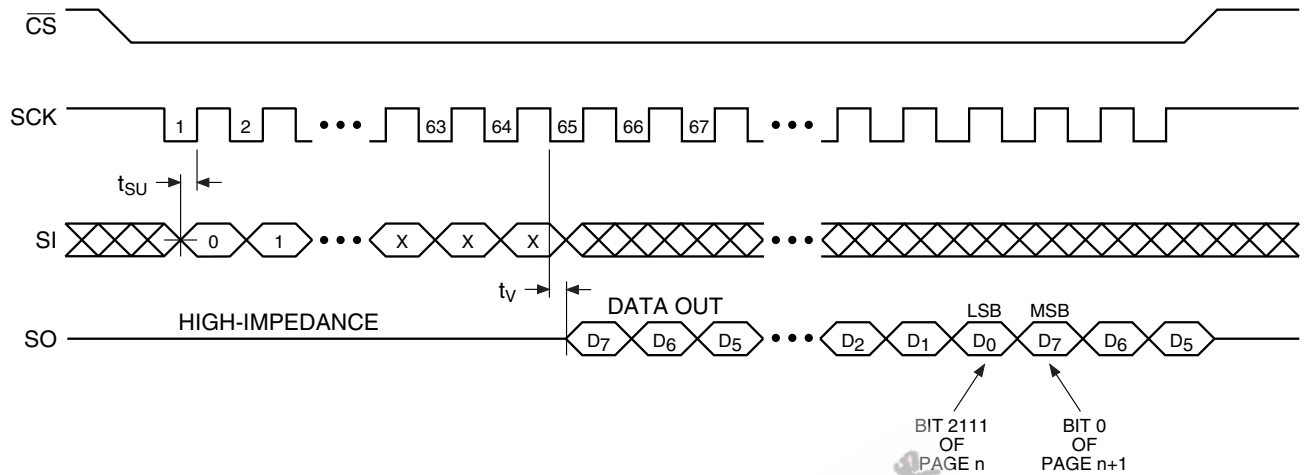 CS
SCK 1 2 ••• 63 64 65 66 67 •••
tSU
SI 0 1 ••• X X X •••
tV
HIGH-IMPEDANCE DATA OUT LSB MSB
SO D7 D6 D5 ••• D2 D1 D0 D7 D6 D5
BIT 2111
OF
PAGE n
BIT 0
OF
PAGE n+1